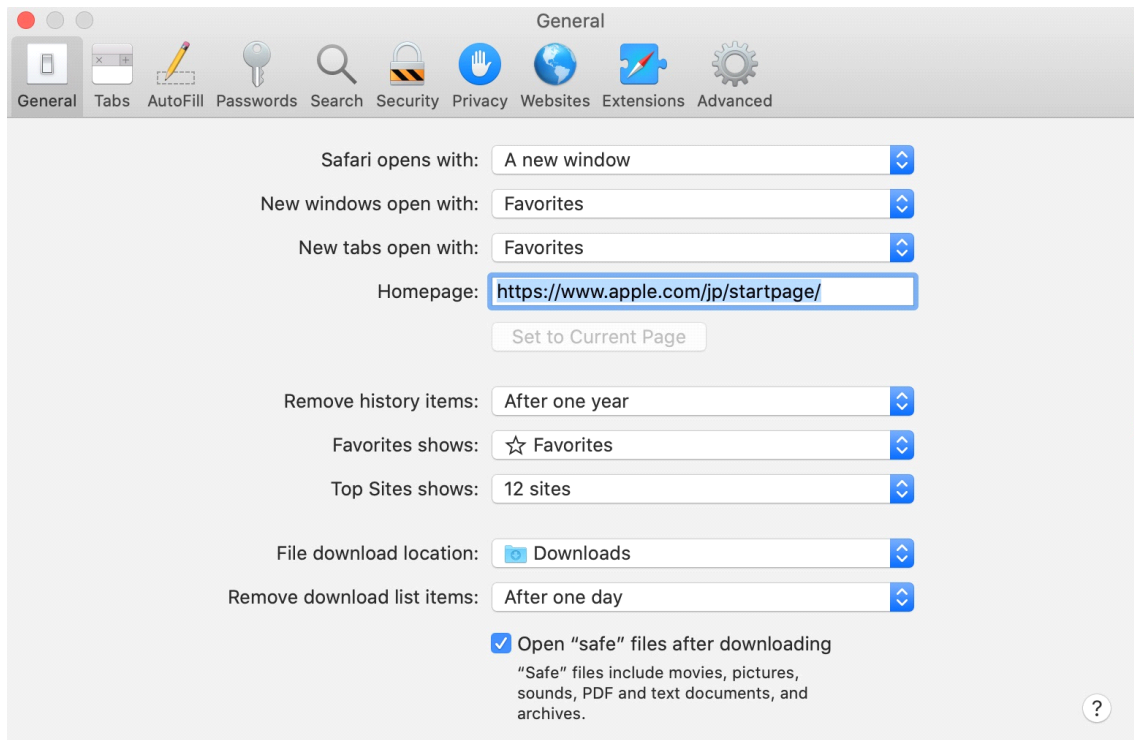 General
General Tabs AutoFill Passwords Search Security Privacy Websites Extensions Advanced
Safari opens with: A new window
New windows open with: Favorites
New tabs open with: Favorites
Homepage: https://www.apple.com/jp/startpage/
Set to Current Page
Remove history items: After one year
Favorites shows: Favorites
Top Sites shows: 12 sites
File download location: Downloads
Remove download list items: After one day
Open “safe” files after downloading
“Safe” files include movies, pictures,
sounds, PDF and text documents, and
archives.
?